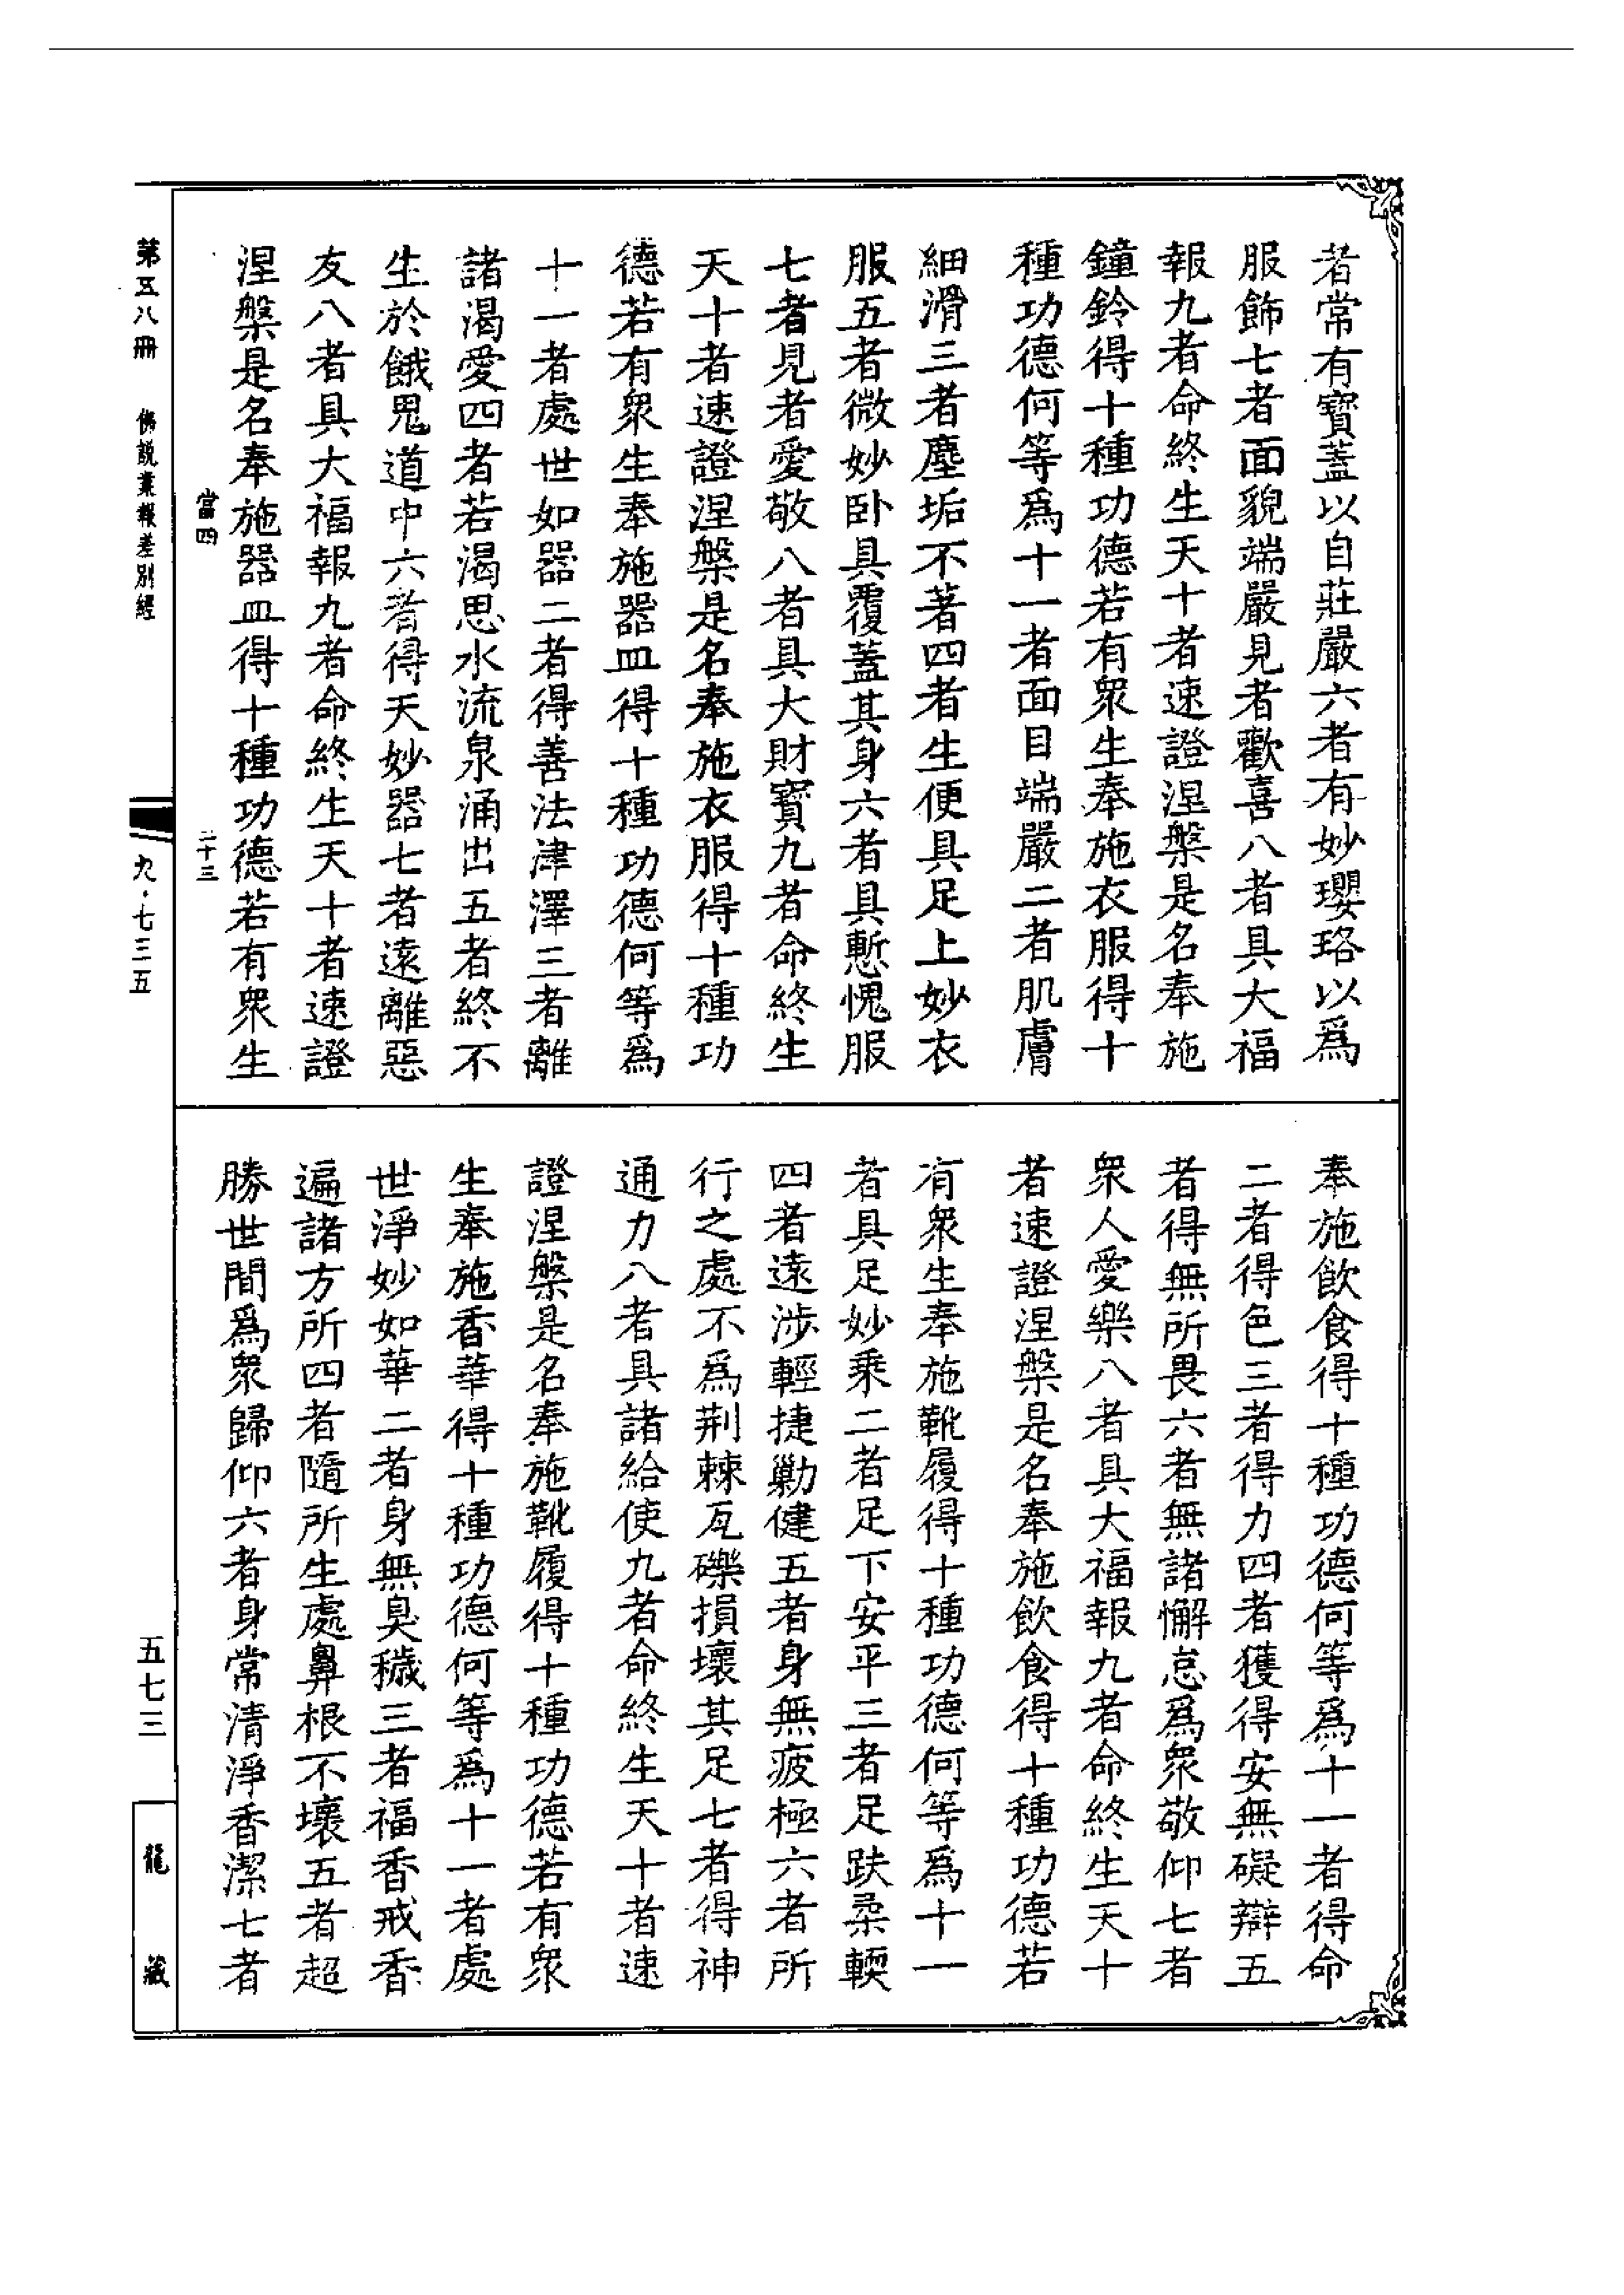 者常有寶蓋以自莊嚴六者有妙瓔珞以爲
服飾七者面貌端嚴見者歡喜八者具大福
報九者命終生天十者速證涅槃是名奉施
鐘鈴得十種功德若有衆生奉施衣服得十
種功德何等爲十一者面目端嚴二者肌膚
細滑三者塵垢不著四者生便具足上妙衣
服五者微妙卧具覆蓋其身六者具慙愧服
七者見者愛敬八者具大財寶九者命終生
天十者速證涅槃是名奉施衣服得十種功
德若有衆生奉施器皿得十種功德何等爲
十一者處世如器二者得善法津澤三者離
諸渴愛四者若渴思水流泉涌出五者終不
生於餓鬼道中六者得天妙器七者遠離惡
友八者具大福報九者命終生天十者速證
涅槃是名奉施器皿得十種功德若有衆生
當四
二十三
奉施飲食得十種功德何等爲十一者得命
二者得色三者得力四者獲得安無礙辯五
者得無所畏六者無諸懈怠爲衆敬仰七者
衆人愛樂八者具大福報九者命終生天十
者速證涅槃是名奉施飲食得十種功德若
有衆生奉施靴履得十種功德何等爲十一
者具足妙乘二者足下安平三者足趺柔輭
四者遠涉輕捷勦健五者身無疲極六者所
行之處不爲荆棘瓦礫損壞其足七者得神
通力八者具諸給使九者命終生天十者速
證涅槃是名奉施靴履得十種功德若有衆
生奉施香華得十種功德何等爲十一者處
世淨妙如華二者身無臭穢三者福香戒香
遍諸方所四者隨所生處鼻根不壞五者超
勝世間爲衆歸仰六者身常清淨香潔七者
第五八冊
佛說業報差別經
九·七三五
五七三
龍藏